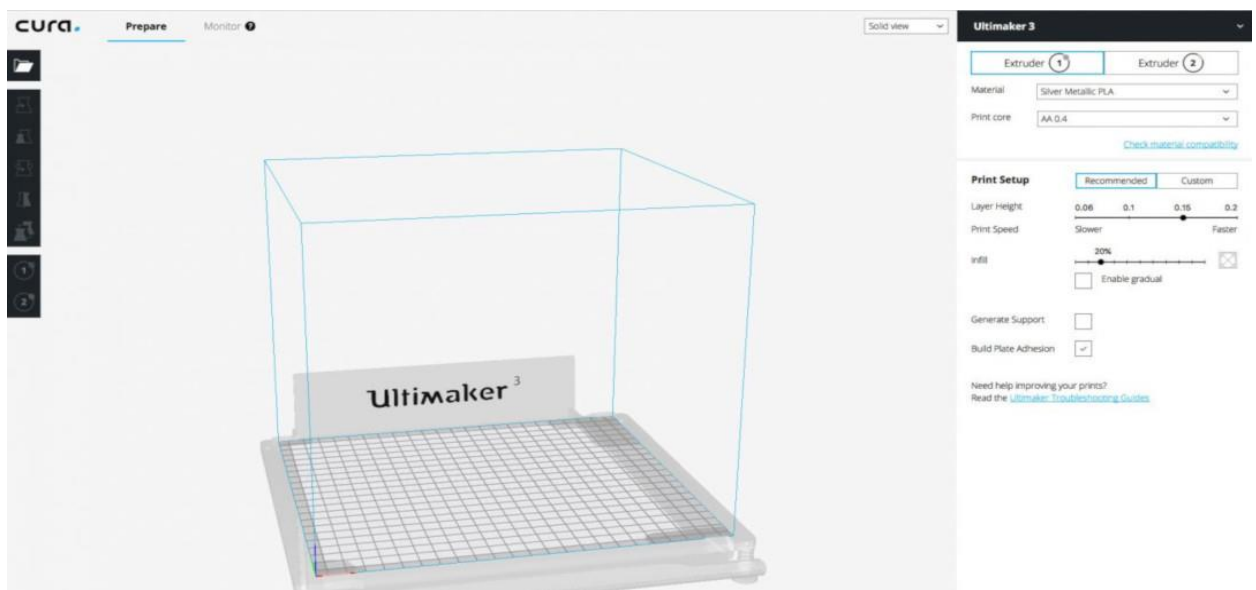 cura.
Prepare
Monitor ?
Solid view
Ultimaker 3
Extruder 1
Extruder 2
Material
Silver Metallic PLA
Print core
AA 0.4
Check material compatibility
Print Setup
Recommended
Custom
Layer Height
0.06 0.1 0.15 0.2
Print Speed
Slower
Faster
Infill
20%
Enable gradual
Generate Support
Build Plate Adhesion
Need help improving your prints?
Read the Ultimaker Troubleshooting Guides
1
2
Ultimaker 3